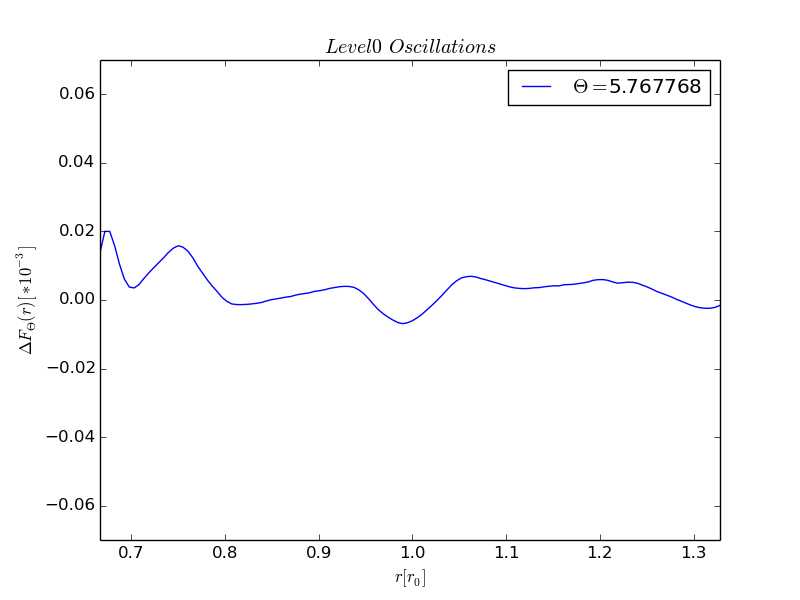 Level0 Oscillations
Θ=5.767768
0.06
0.04
0.02
0.00
−0.02
−0.04
−0.06
ΔF_Θ(r)[*10^{-3}]
0.7 0.8 0.9 1.0 1.1 1.2 1.3
r[r_0]